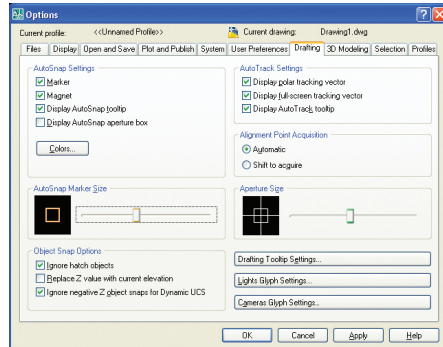 Options
Current profile: <<Unnamed Profile>> Current drawing: Drawing1.dwg
Files Display Open and Save Plot and Publish System User Preferences Drafting 3D Modeling Selection Profiles
AutoSnap Settings
Marker
Magnet
Display AutoSnap tooltip
Display AutoSnap aperture box
Colors...
AutoTrack Settings
Display polar tracking vector
Display full-screen tracking vector
Display AutoTrack tooltip
Alignment Point Acquisition
Automatic
Shift to acquire
AutoSnap Marker Size
Aperture Size
Object Snap Options
Ignore hatch objects
Replace Z value with current elevation
Ignore negative Z object snaps for Dynamic UCS
Drafting Tooltip Settings...
Lights Glyph Settings...
Cameras Glyph Settings...
OK Cancel Apply Help